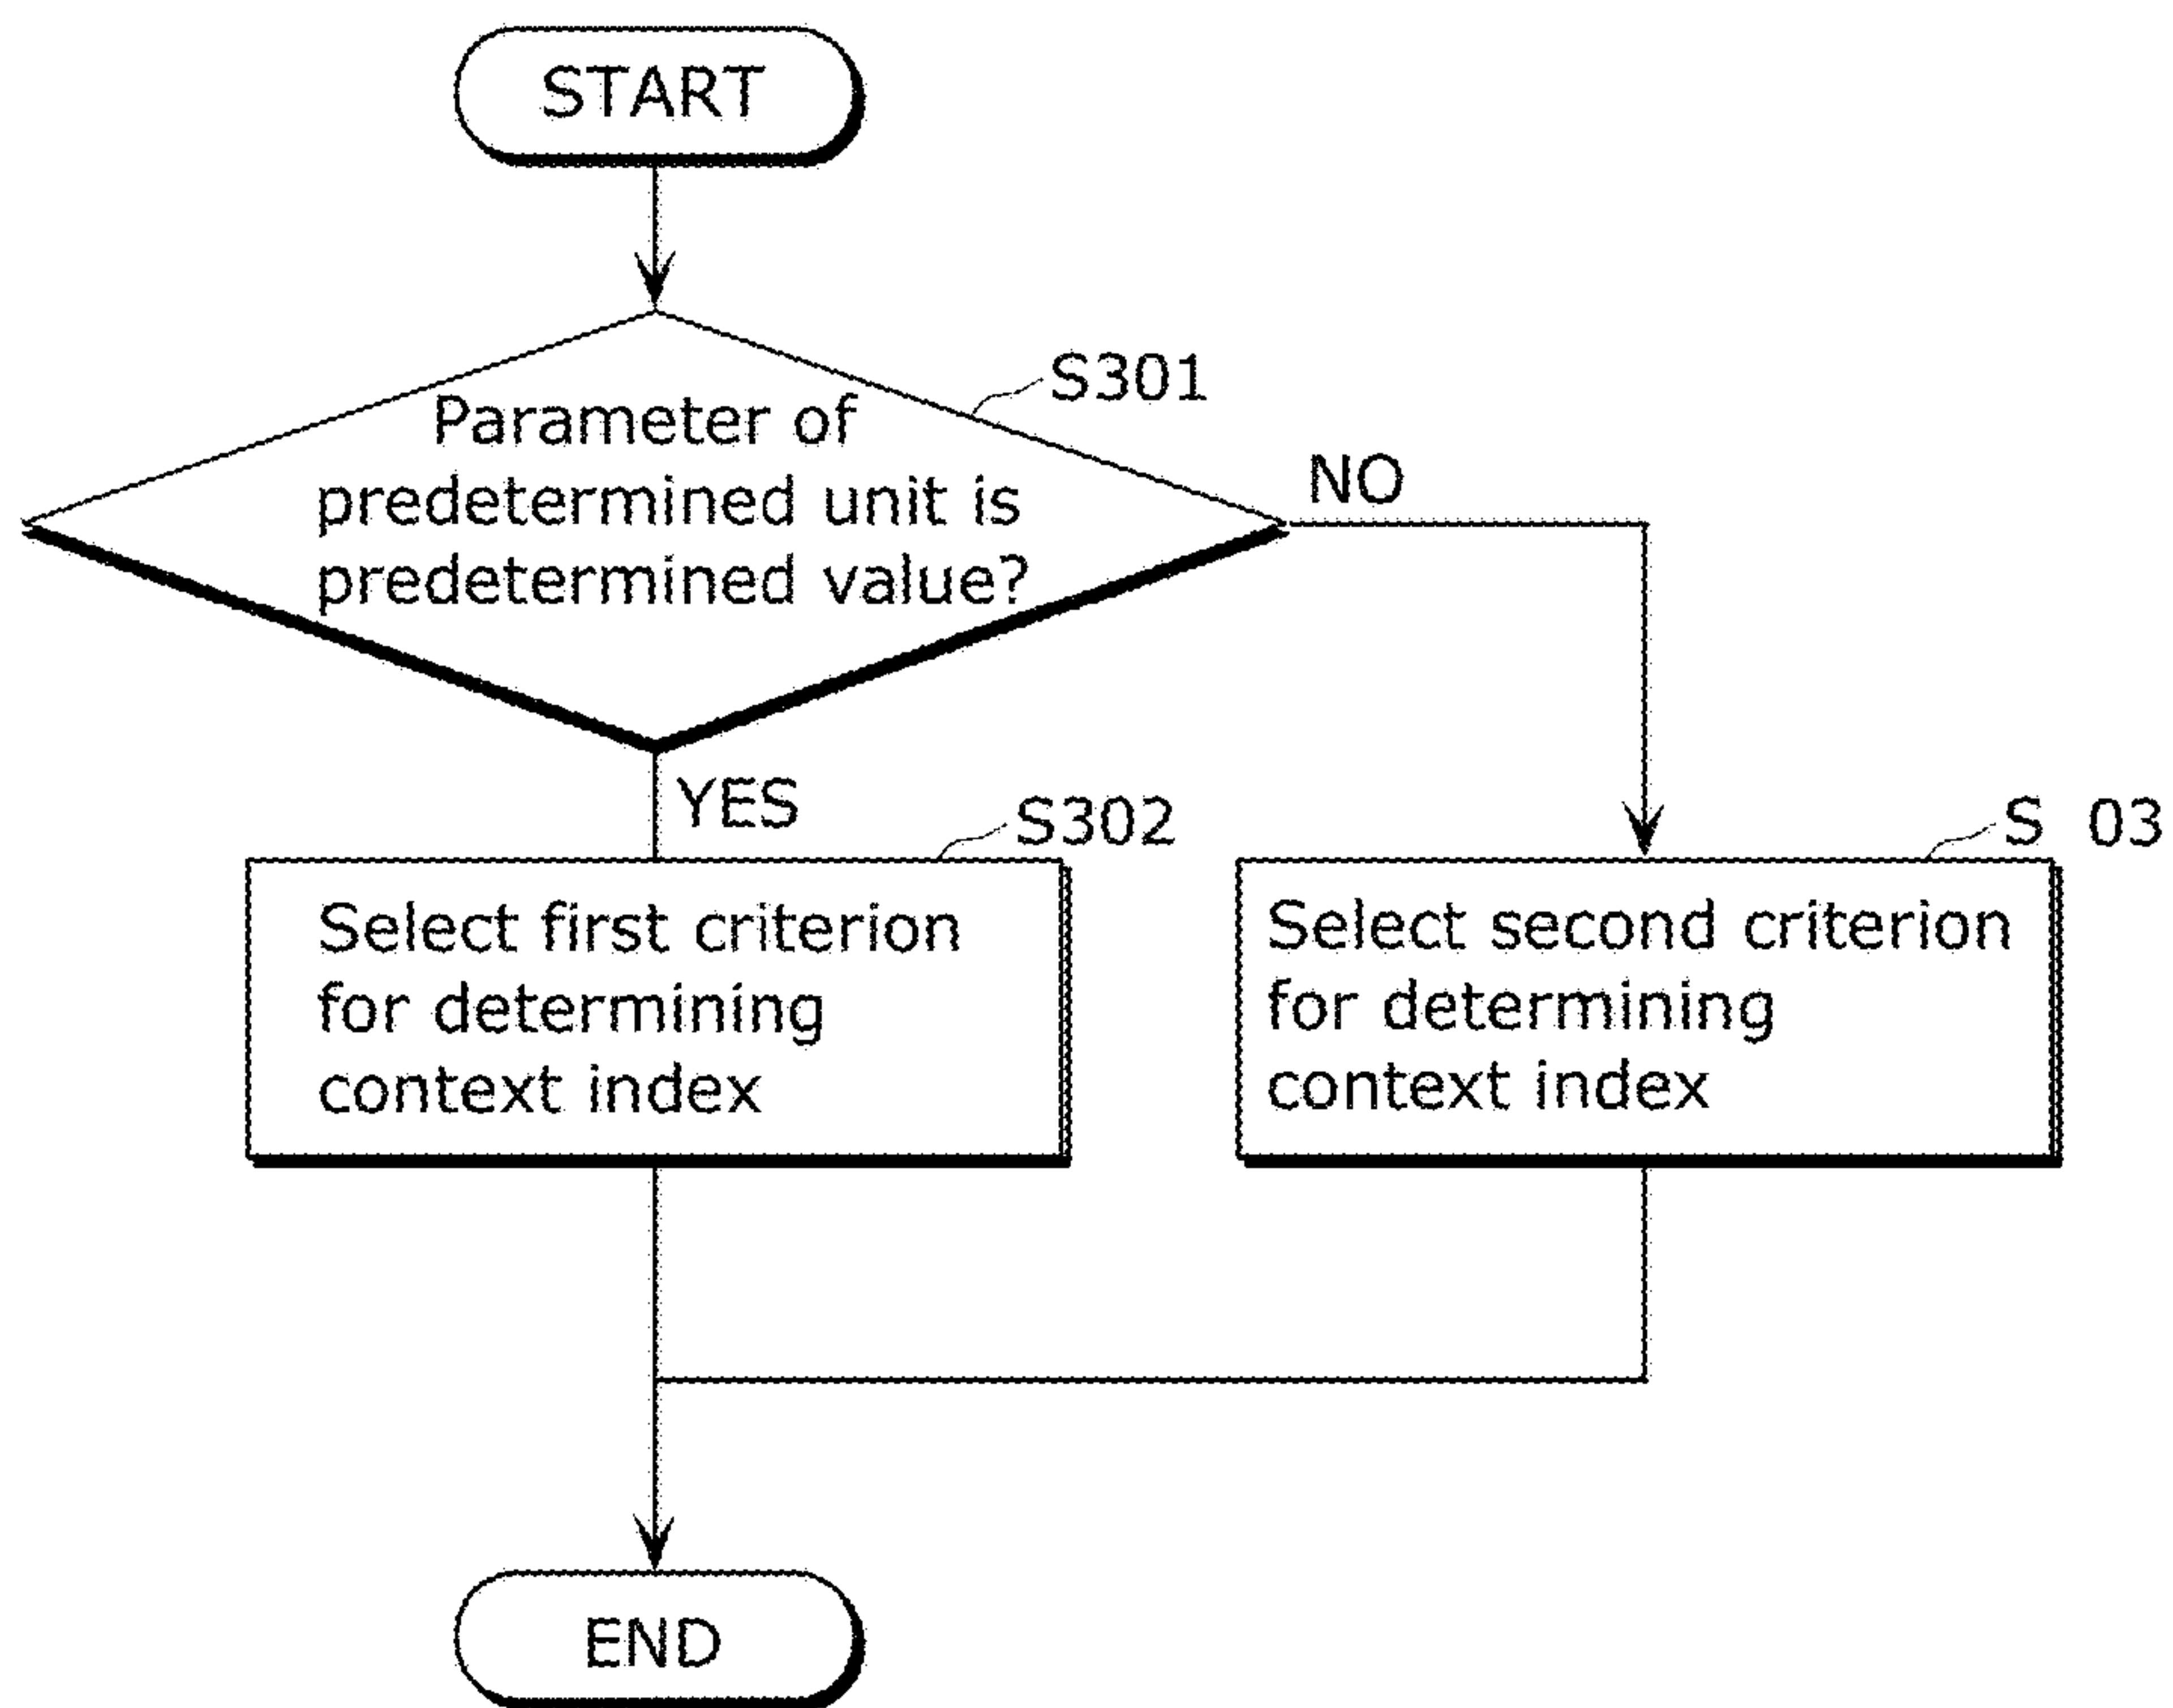 START
S301
Parameter of
predetermined unit is
predetermined value?
NO
YES
S302
S 03
Select first criterion
for determining
context index
Select second criterion
for determining
context index
END